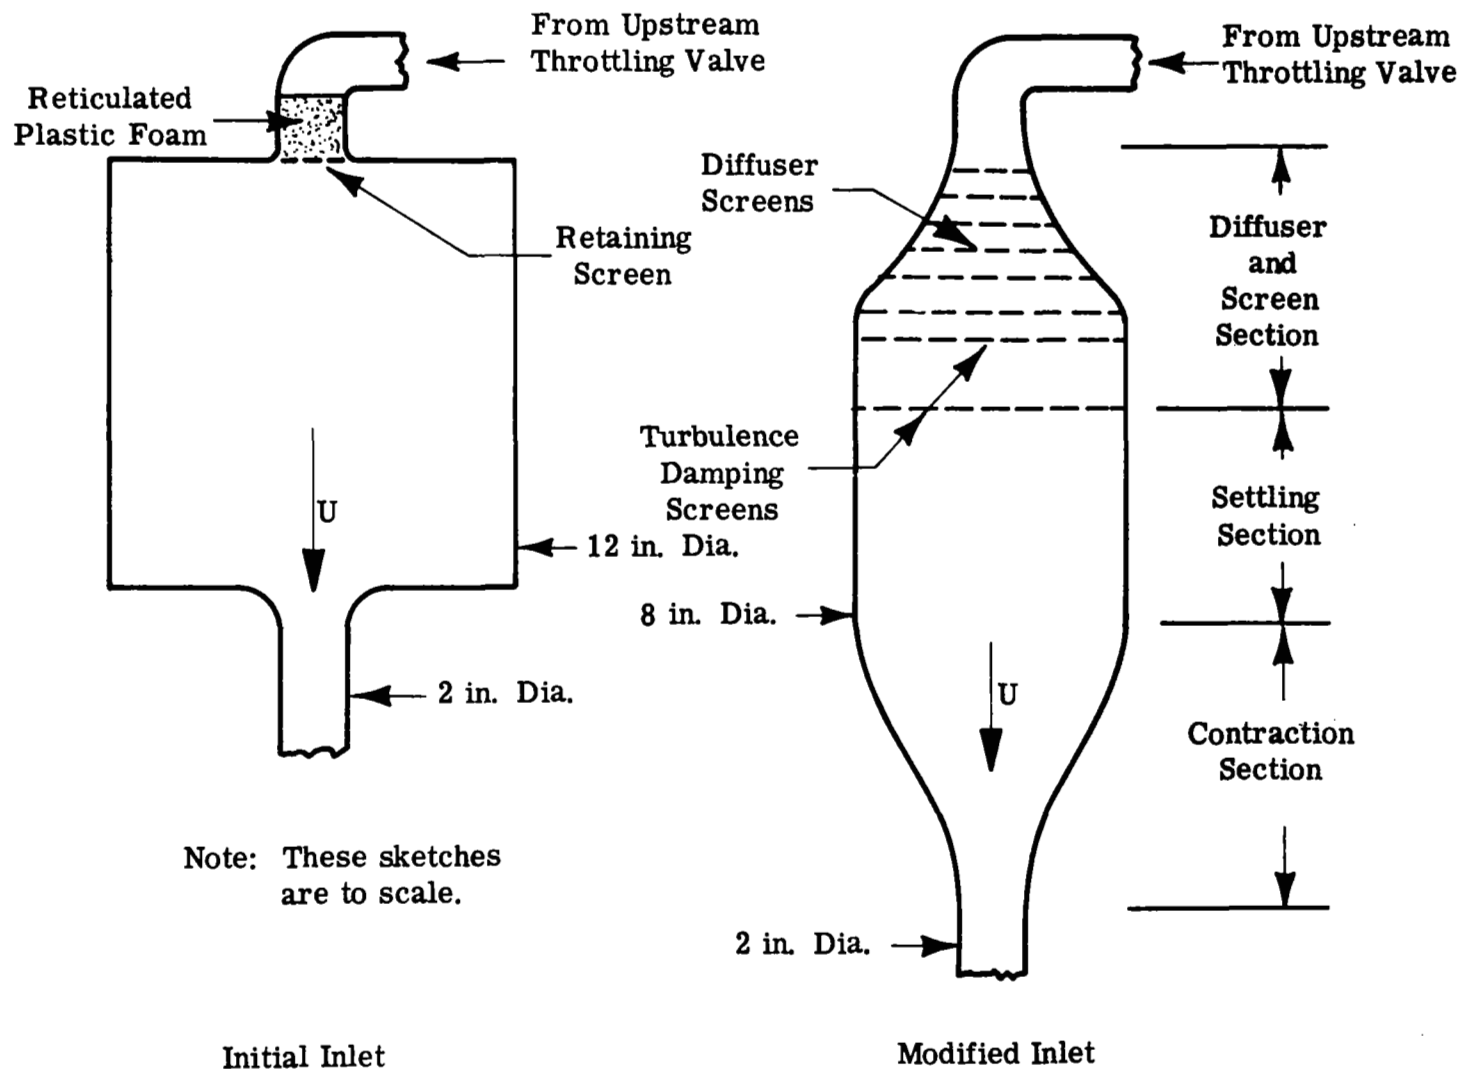 From Upstream
Throttling Valve
Reticulated
Plastic Foam
Retaining
Screen
U
12 in. Dia.
2 in. Dia.
Note: These sketches
are to scale.
Initial Inlet
From Upstream
Throttling Valve
Diffuser
Screens
Diffuser
and
Screen
Section
Turbulence
Damping
Screens
Settling
Section
8 in. Dia.
U
Contraction
Section
2 in. Dia.
Modified Inlet